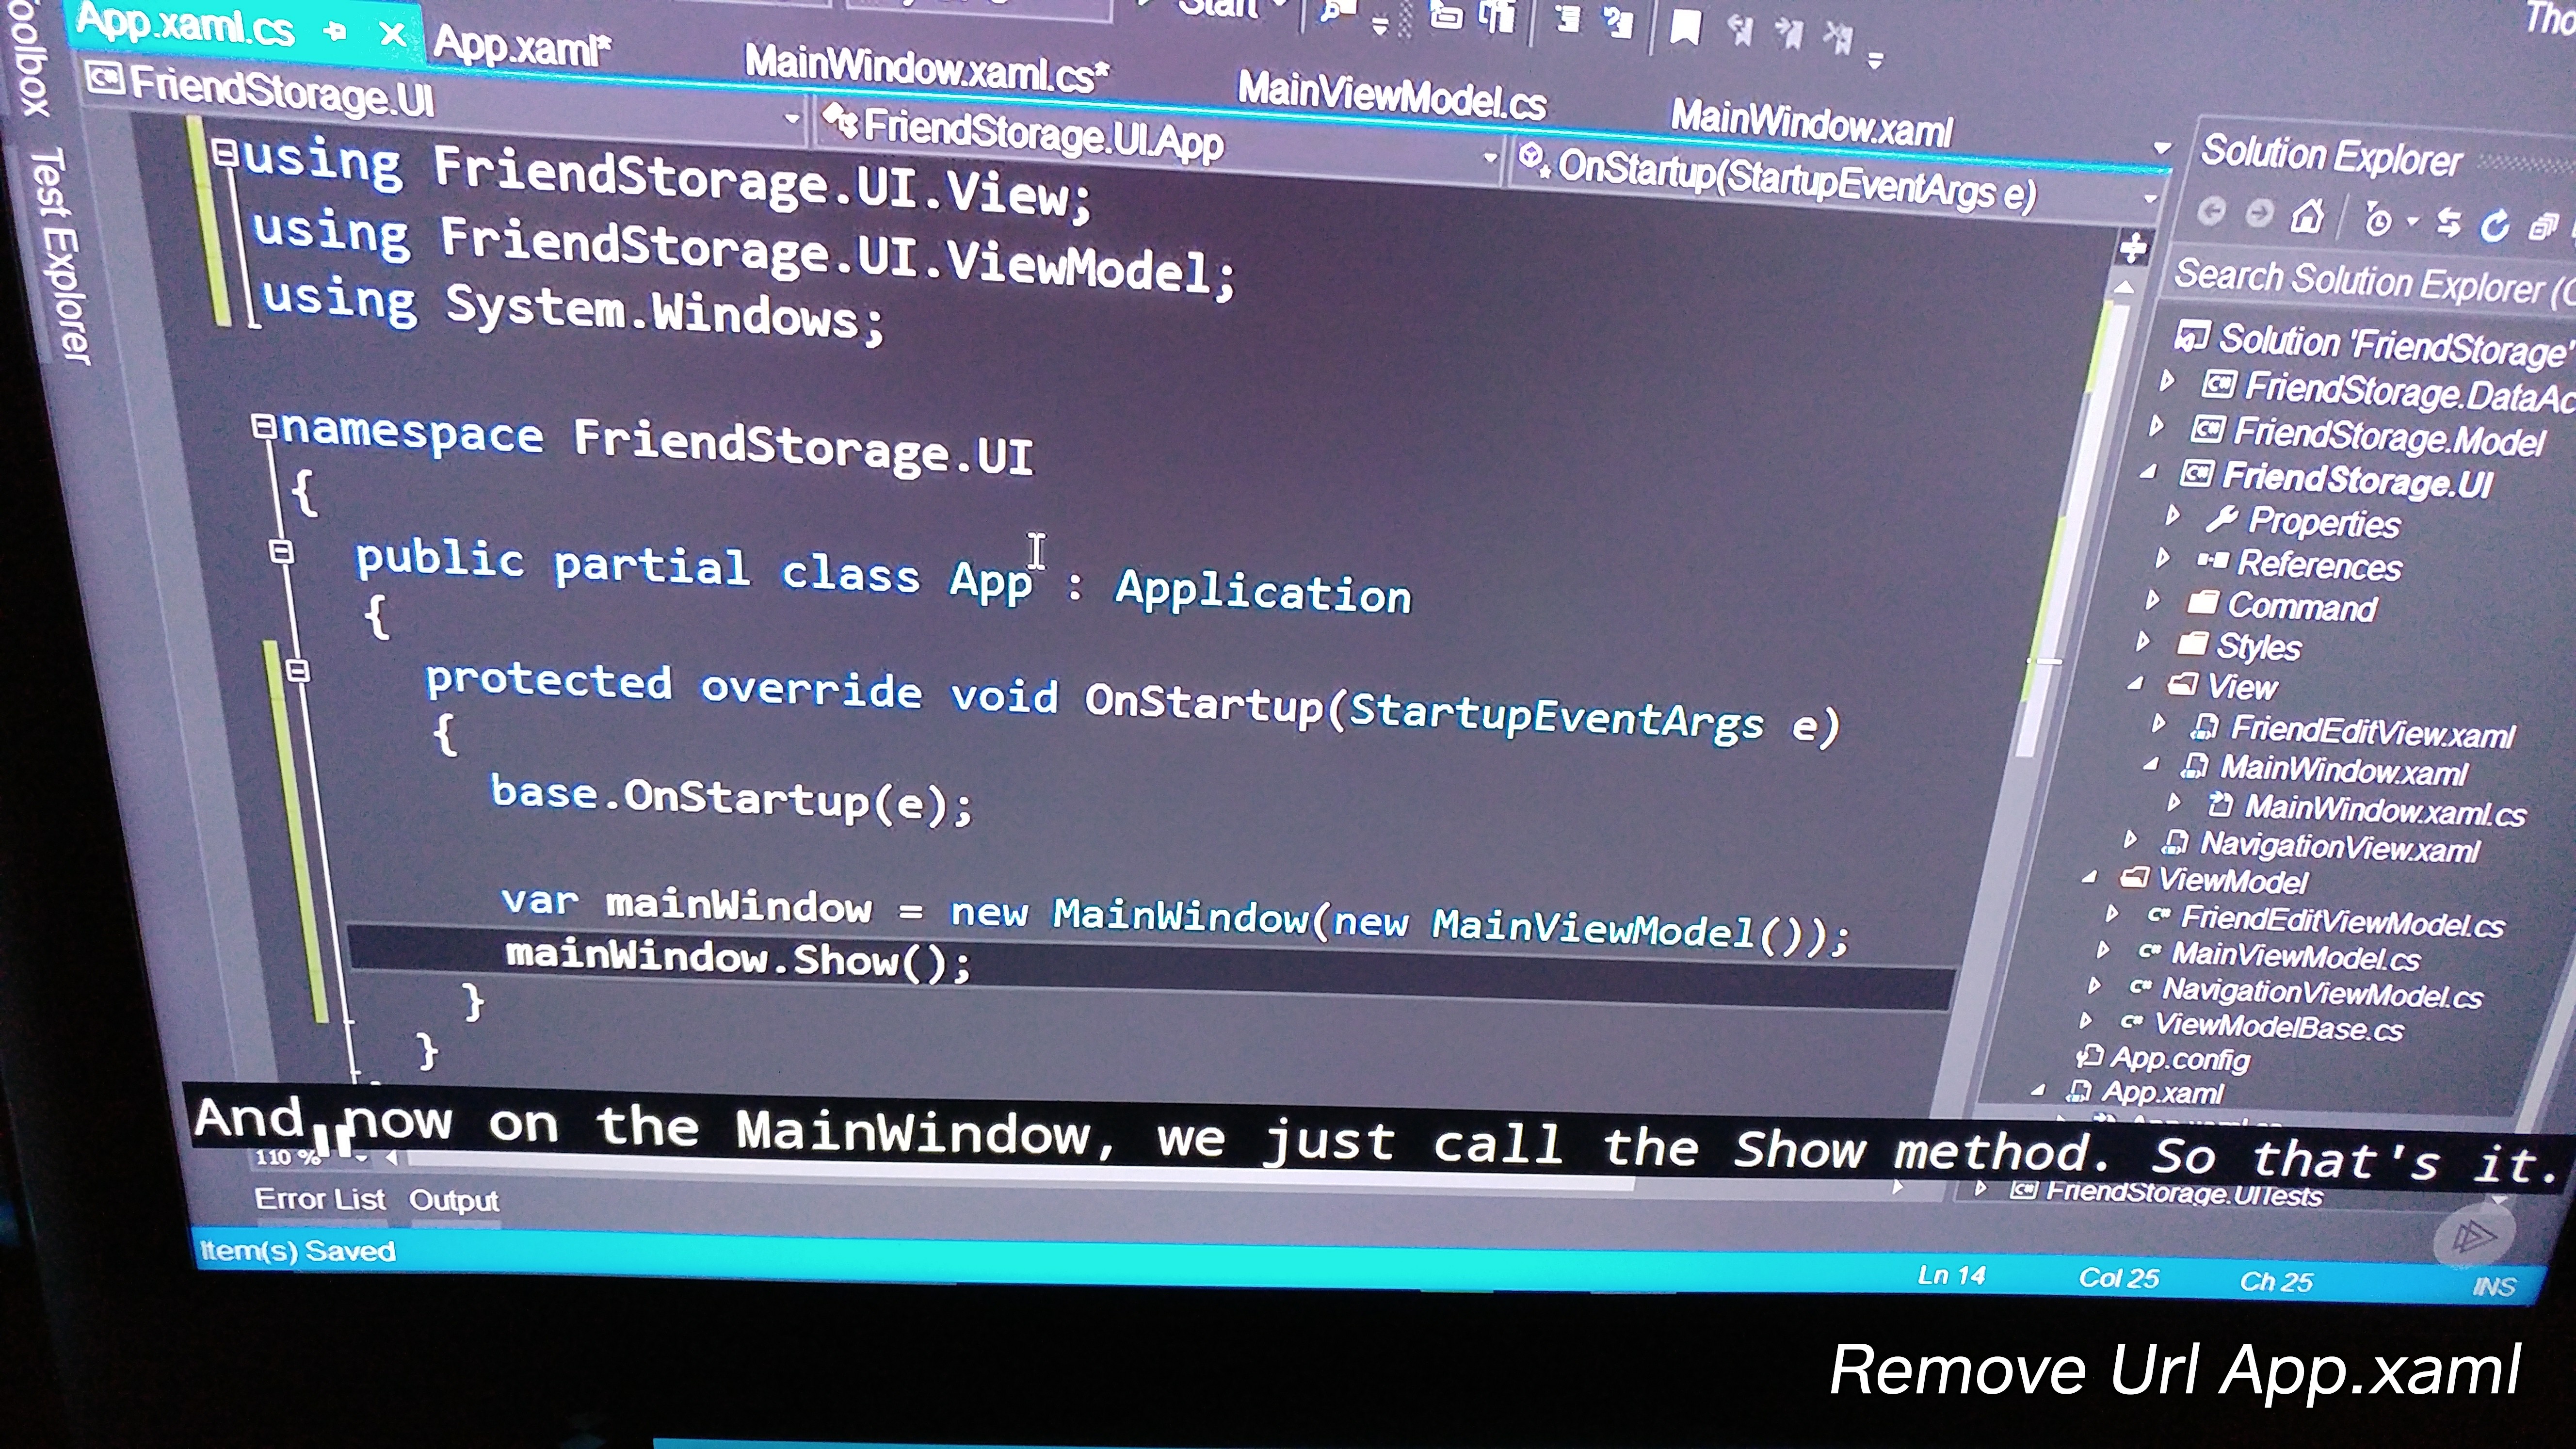 Start
Tho
App.xaml.cs
App.xaml*
MainWindow.xaml.cs*
MainViewModel.cs
MainWindow.xaml
Toolbox
Test Explorer
FriendStorage.UI
FriendStorage.UI.App
OnStartup(StartupEventArgs e)
using FriendStorage.UI.View;
using FriendStorage.UI.ViewModel;
using System.Windows;
namespace FriendStorage.UI
{
public partial class App : Application
{
protected override void OnStartup(StartupEventArgs e)
{
base.OnStartup(e);
var mainWindow = new MainWindow(new MainViewModel());
mainWindow.Show();
}
}
Solution Explorer
Search Solution Explorer (C
Solution 'FriendStorage'
FriendStorage.DataAc
FriendStorage.Model
FriendStorage.UI
Properties
References
Command
Styles
View
FriendEditView.xaml
MainWindow.xaml
MainWindow.xaml.cs
NavigationView.xaml
ViewModel
FriendEditViewModel.cs
MainViewModel.cs
NavigationViewModel.cs
ViewModelBase.cs
App.config
App.xaml
And now on the MainWindow, we just call the Show method. So that's it.
110 %
FriendStorage.UITests
Error List Output
Item(s) Saved
Ln 14 Col 25 Ch 25 INS
Remove Url App.xaml